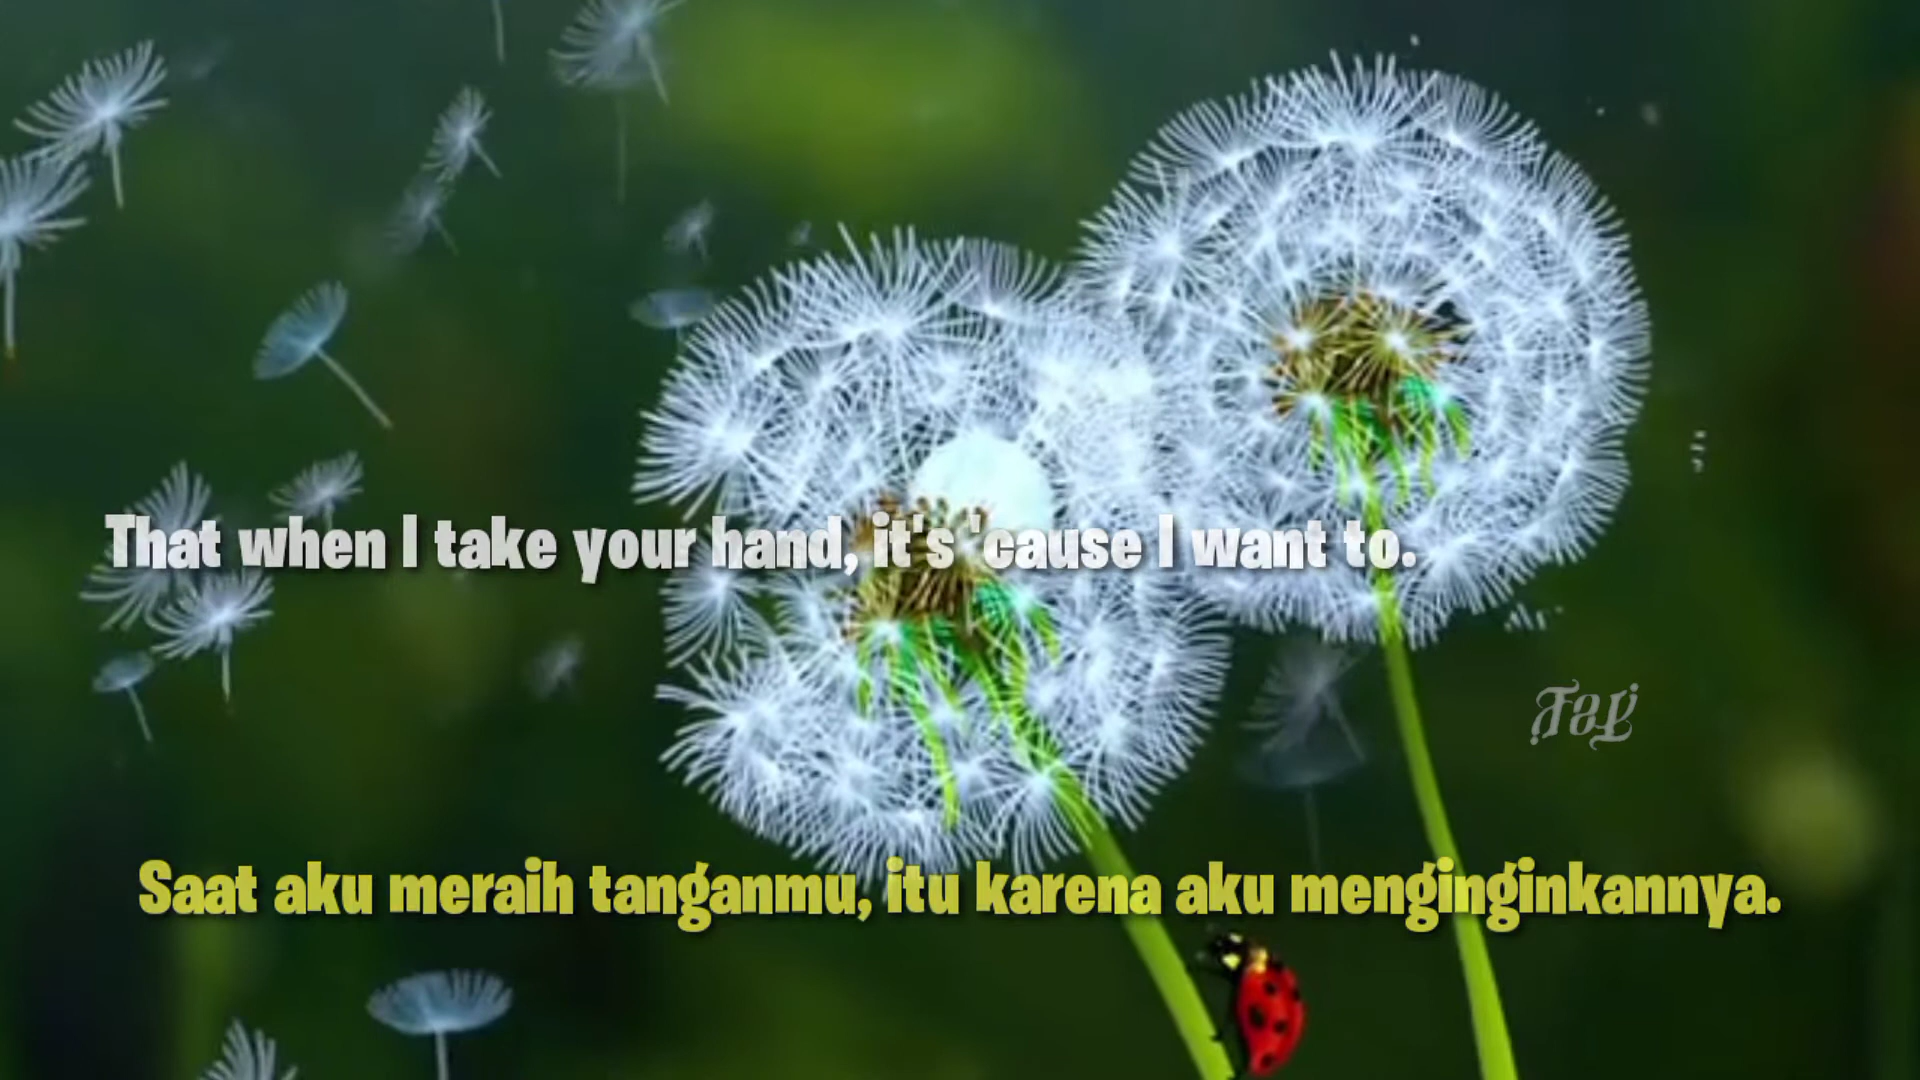 That when I take your hand, it's 'cause I want to.
Saat aku meraih tanganmu, itu karena aku menginginkannya.